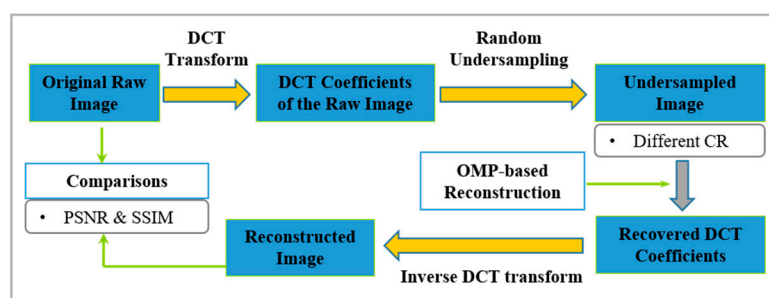 DCT
Transform
Random
Undersampling
Original Raw
Image
DCT Coefficients
of the Raw Image
Undersampled
Image
• Different CR
OMP-based
Reconstruction
Comparisons
• PSNR & SSIM
Reconstructed
Image
Recovered DCT
Coefficients
Inverse DCT transform